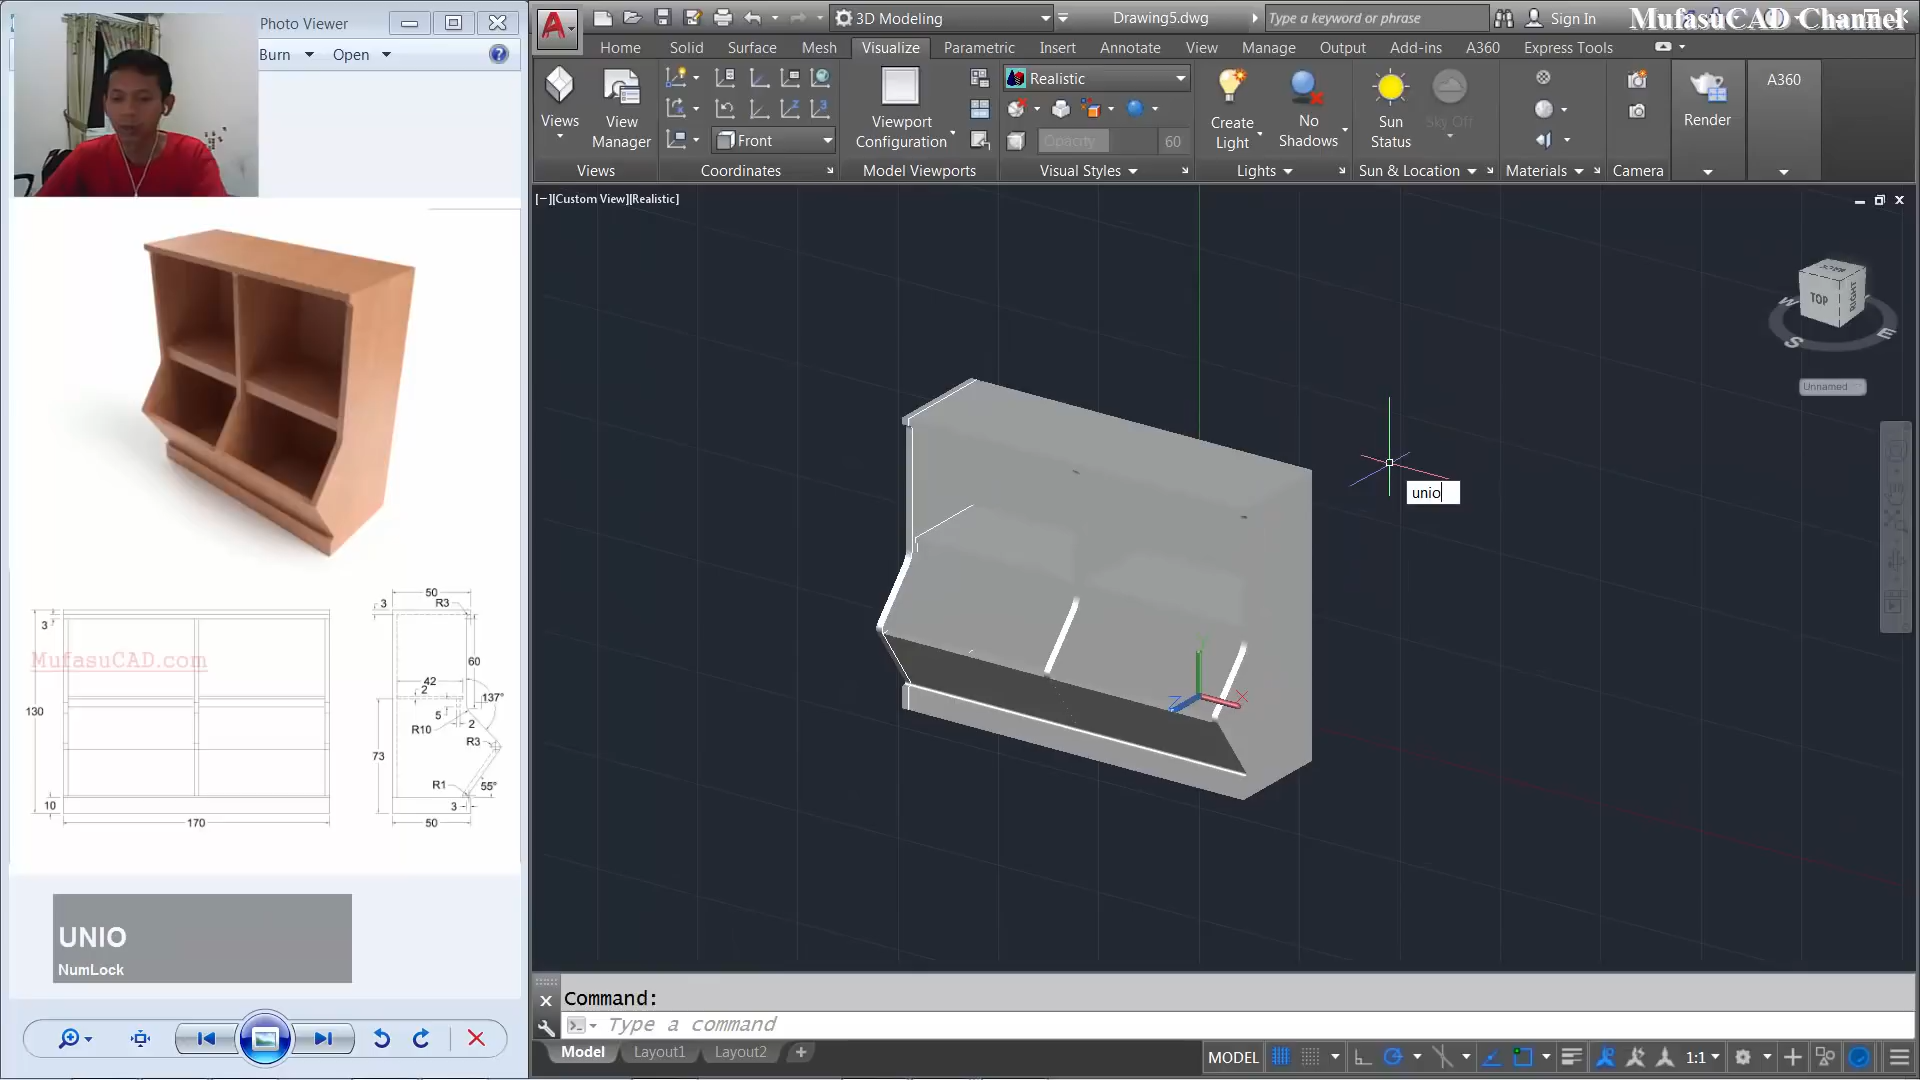 Photo Viewer
Burn
Open
3D Modeling
Drawing5.dwg
Type a keyword or phrase
Sign In
MufasuCAD Channel
Home
Solid
Surface
Mesh
Visualize
Parametric
Insert
Annotate
View
Manage
Output
Add-ins
A360
Express Tools
Views
View
Manager
Front
Viewport
Configuration
Realistic
Opacity
60
Create
Light
No
Shadows
Sun
Status
Sky Off
Render
A360
Views
Coordinates
Model Viewports
Visual Styles
Lights
Sun & Location
Materials
Camera
[−][Custom View][Realistic]
TOP
RIGHT
W
S
E
Unnamed
unio
Y
X
Z
3
50
R3
3
60
42
2
137°
5
2
R10
R3
73
R1
55°
3
50
MufasuCAD.com
130
10
170
UNIO
NumLock
Command:
Type a command
Model
Layout1
Layout2
MODEL
1:1